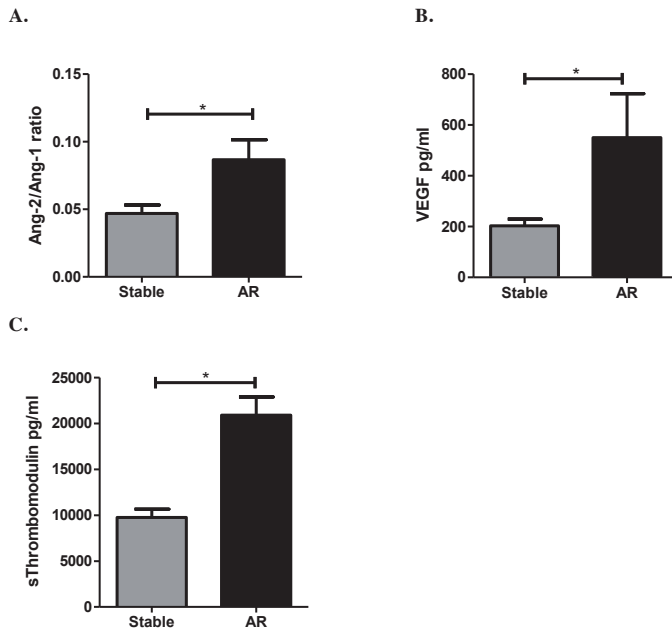 A.
Ang-2/Ang-1 ratio
0.15
0.10
0.05
0.00
*
Stable AR
B.
VEGF pg/ml
800
600
400
200
0
*
Stable AR
C.
sThrombomodulin pg/ml
25000
20000
15000
10000
5000
0
*
Stable AR